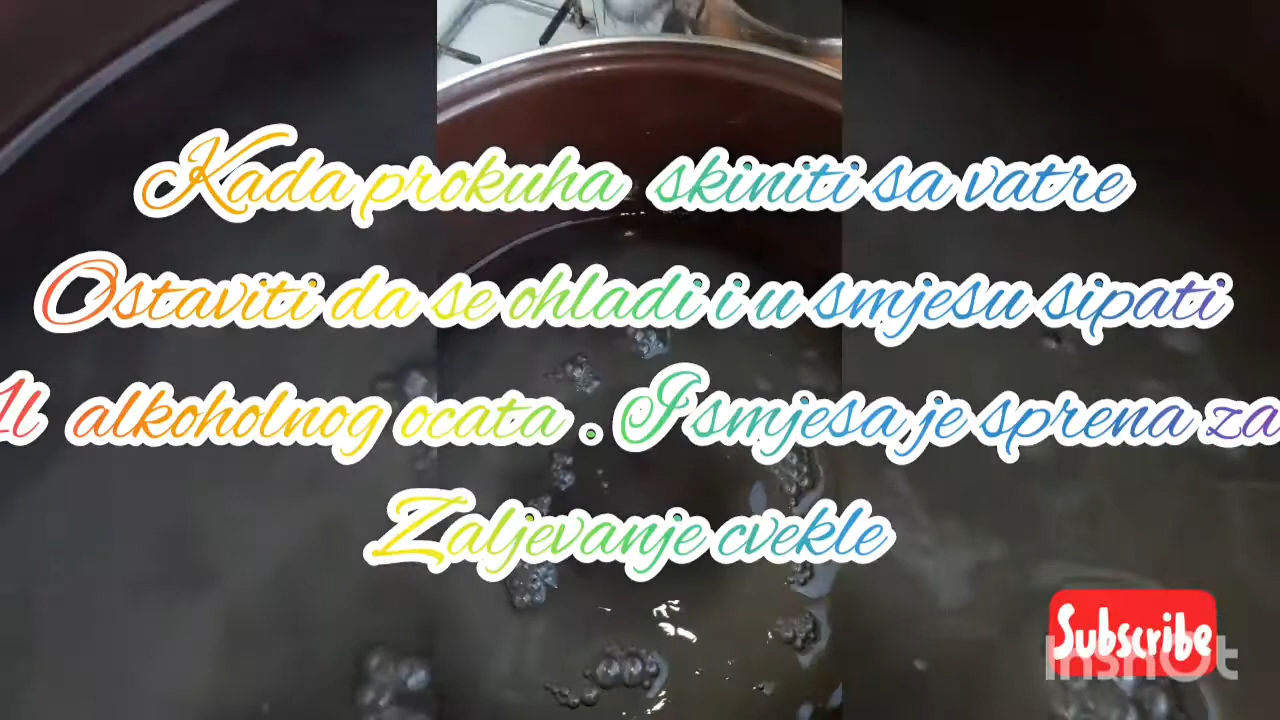 Kada prokuha skiniti sa vatre
Ostaviti da se ohladi i u smjesu sipati
1l alkoholnog ocata . I smjesa je sprena za
Zaljevanje cvekle
Subscribe
InShOt